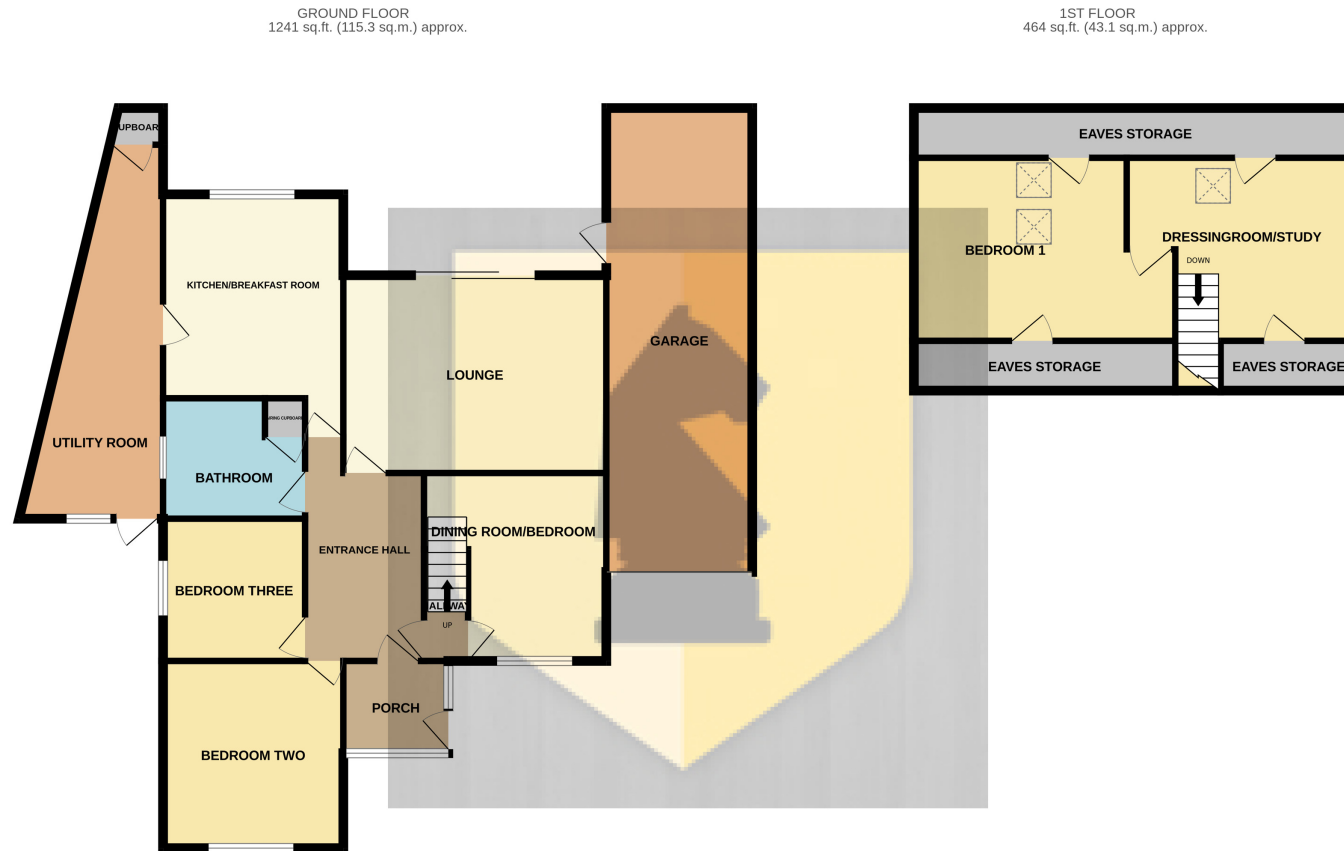 GROUND FLOOR
1241 sq.ft. (115.3 sq.m.) approx.
1ST FLOOR
464 sq.ft. (43.1 sq.m.) approx.
UPBOAR
EAVES STORAGE
DRESSINGROOM/STUDY
BEDROOM 1
DOWN
KITCHEN/BREAKFAST ROOM
GARAGE
EAVES STORAGE
EAVES STORAGE
LOUNGE
UTILITY ROOM
BATHROOM
DINING ROOM/BEDROOM
ENTRANCE HALL
BEDROOM THREE
ALLWAY
UP
PORCH
BEDROOM TWO